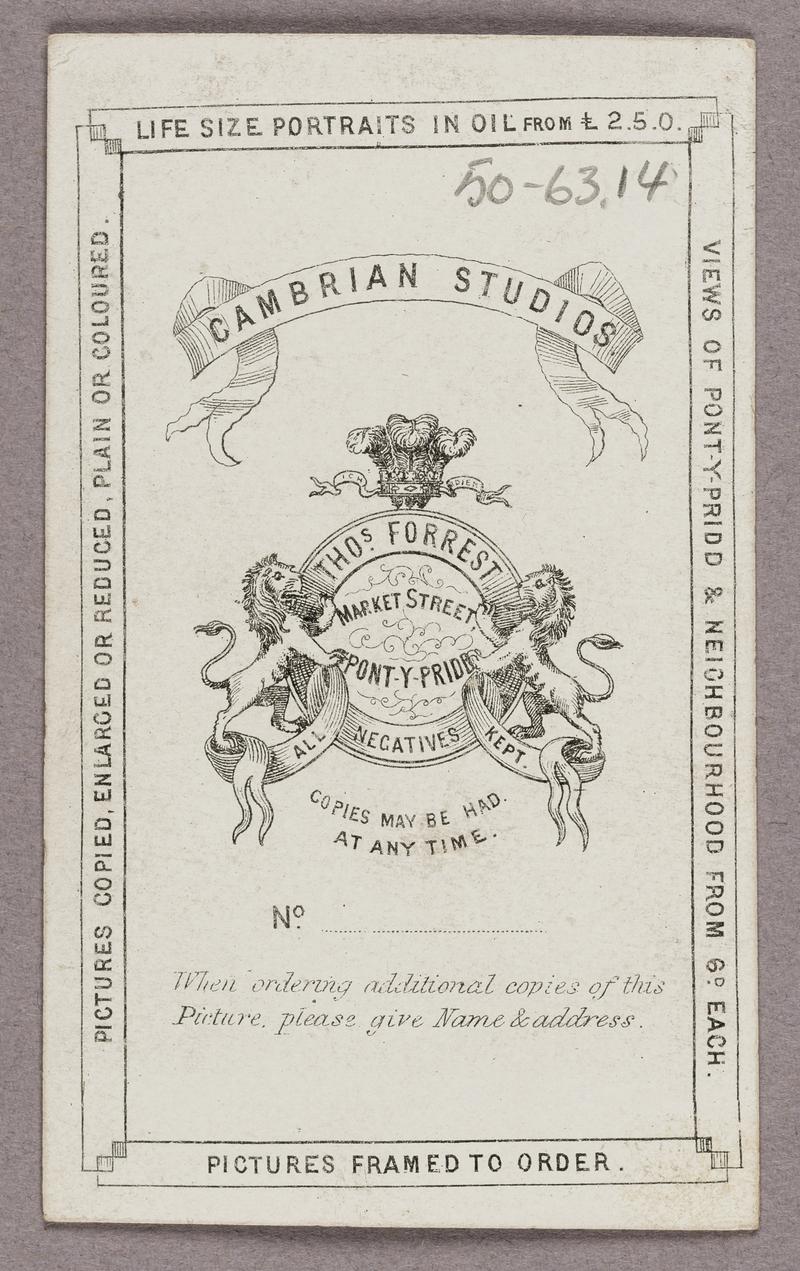 LIFE SIZE PORTRAITS IN OIL FROM £ 2.5.0.
50-63.14
PICTURES COPIED, ENLARGED OR REDUCED, PLAIN OR COLOURED.
VIEWS OF PONT-Y-PRIDD & NEIGHBOURHOOD FROM 6D EACH.
CAMBRIAN STUDIOS
ICH DIEN
THOS. FORREST
MARKET STREET
PONT-Y-PRIDD
ALL NEGATIVES KEPT.
COPIES MAY BE HAD.
AT ANY TIME.
No.
When ordering additional copies of this
Picture, please give Name & address.
PICTURES FRAMED TO ORDER.